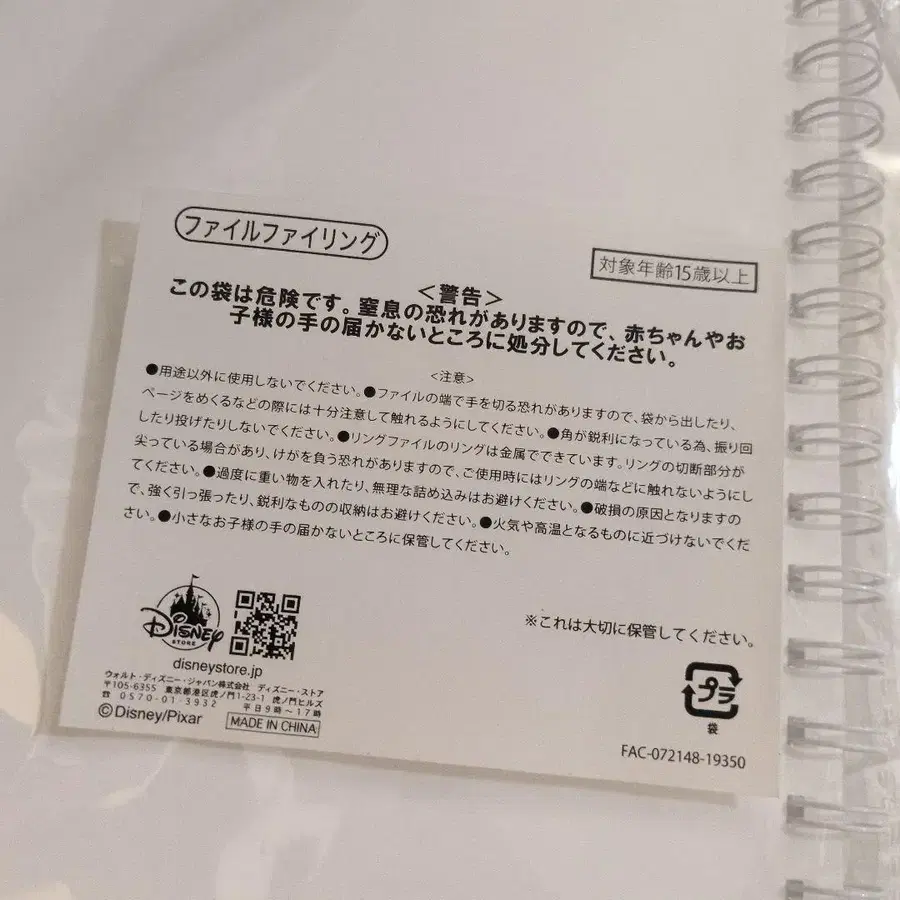 ファイルファイリング
対象年齢15歳以上
<警告>
この袋は危険です。窒息の恐れがありますので、赤ちゃんやお
子様の手の届かないところに処分してください。
<注意>
●用途以外に使用しないでください。●ファイルの端で手を切る恐れがありますので、袋から出したり、
ページをめくるなどの際には十分注意して触れるようにしてください。●角が鋭利になっている為、振り回
したり投げたりしないでください。●リングファイルのリングは金属でできています。リングの切断部分が
尖っている場合があり、けがを負う恐れがありますので、ご使用時にはリングの端などに触れないようにし
てください。●過度に重い物を入れたり、無理な詰め込みはお避けください。●破損の原因となりますの
で、強く引っ張ったり、鋭利なものの収納はお避けください。●火気や高温となるものに近づけないでくだ
さい。●小さなお子様の手の届かないところに保管してください。
※これは大切に保管してください。
Disney
STORE
disneystore.jp
ウォルト・ディズニー・ジャパン株式会社 ディズニー・ストア
〒105-6355 東京都港区虎ノ門1-23-1 虎ノ門ヒルズ
☎ 0570-01-3932 平日9時～17時
©Disney/Pixar
MADE IN CHINA
プラ
袋
FAC-072148-19350